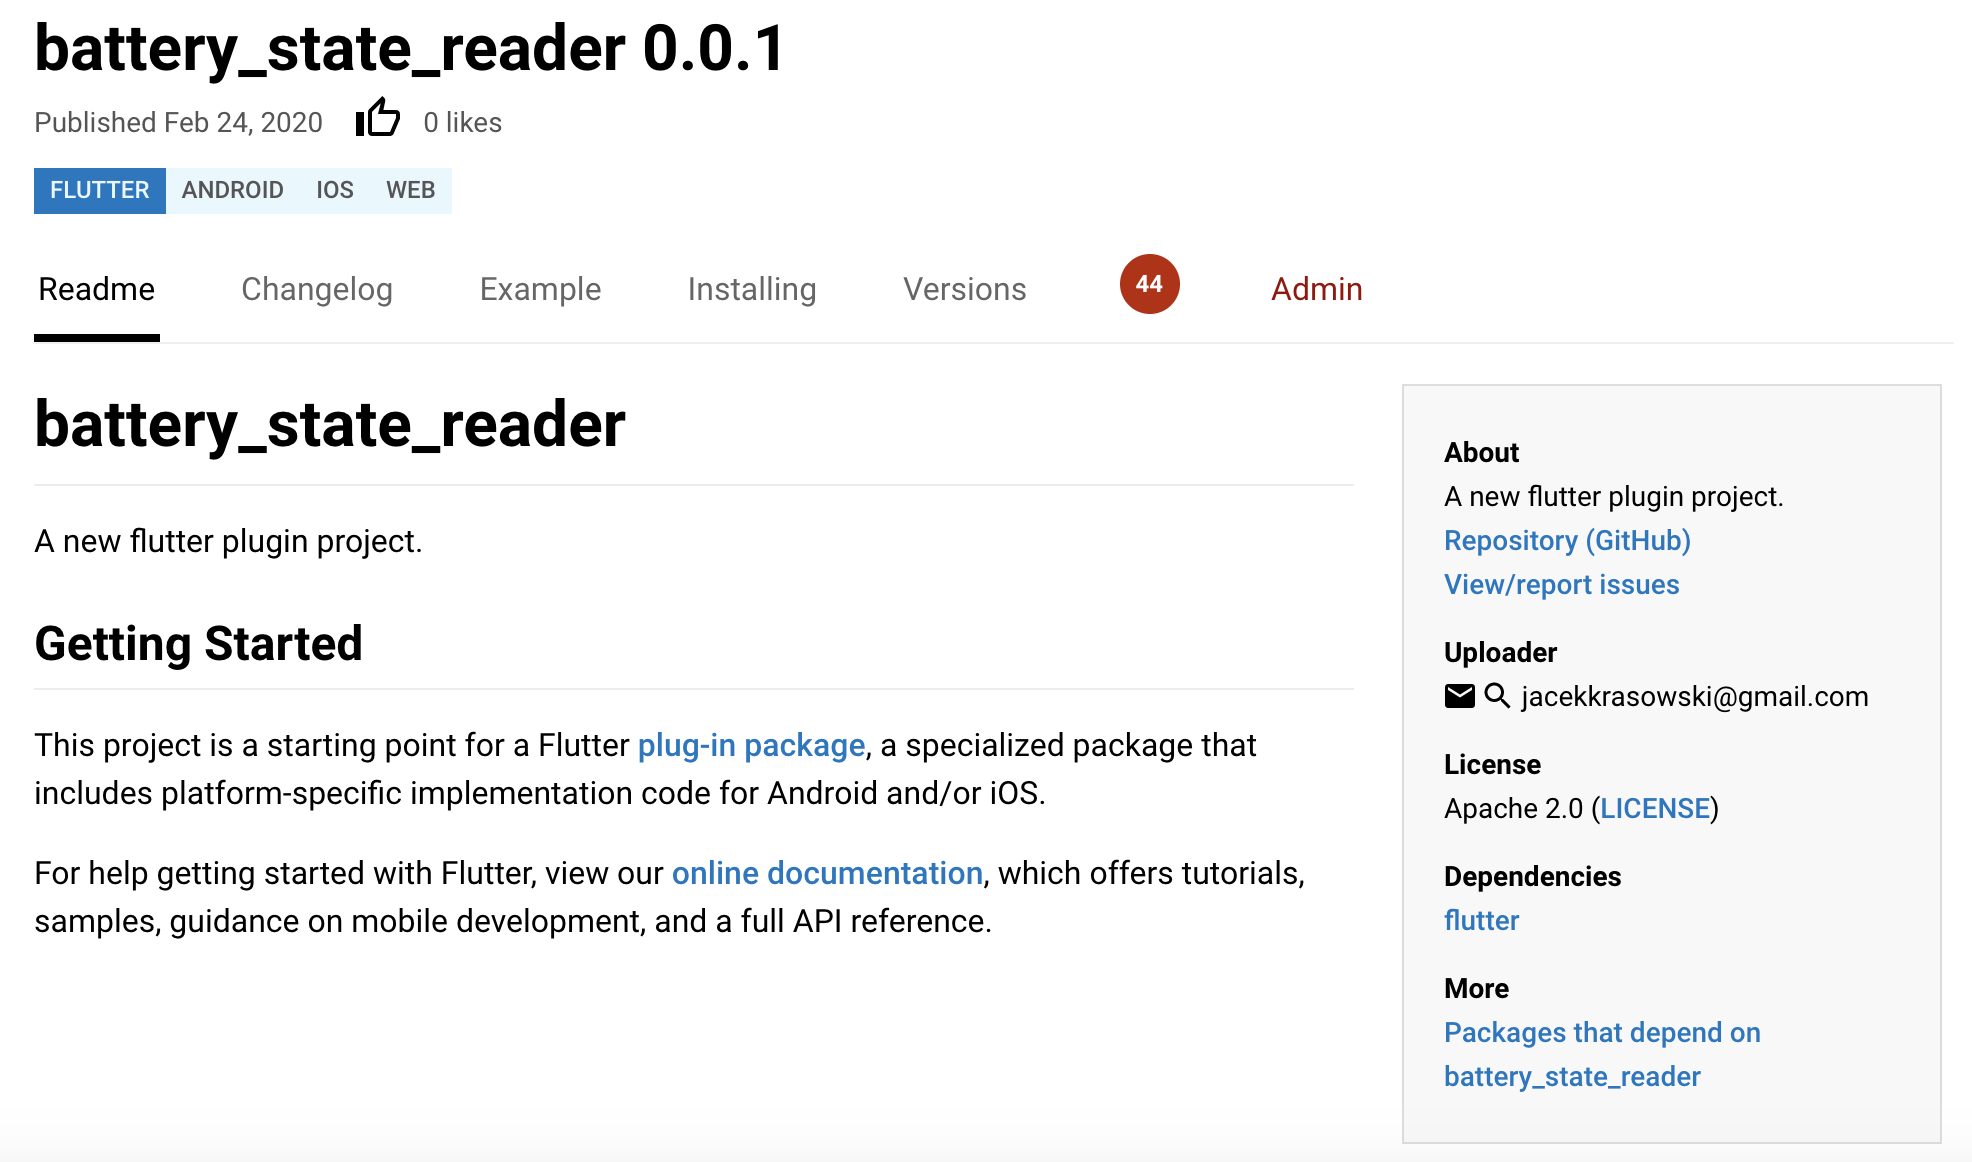 battery_state_reader 0.0.1
Published Feb 24, 2020 0 likes
FLUTTER ANDROID IOS WEB
Readme Changelog Example Installing Versions 44 Admin
battery_state_reader
A new flutter plugin project.
Getting Started
This project is a starting point for a Flutter plug-in package, a specialized package that
includes platform-specific implementation code for Android and/or iOS.
For help getting started with Flutter, view our online documentation, which offers tutorials,
samples, guidance on mobile development, and a full API reference.
About
A new flutter plugin project.
Repository (GitHub)
View/report issues
Uploader
jacekkrasowski@gmail.com
License
Apache 2.0 (LICENSE)
Dependencies
flutter
More
Packages that depend on
battery_state_reader